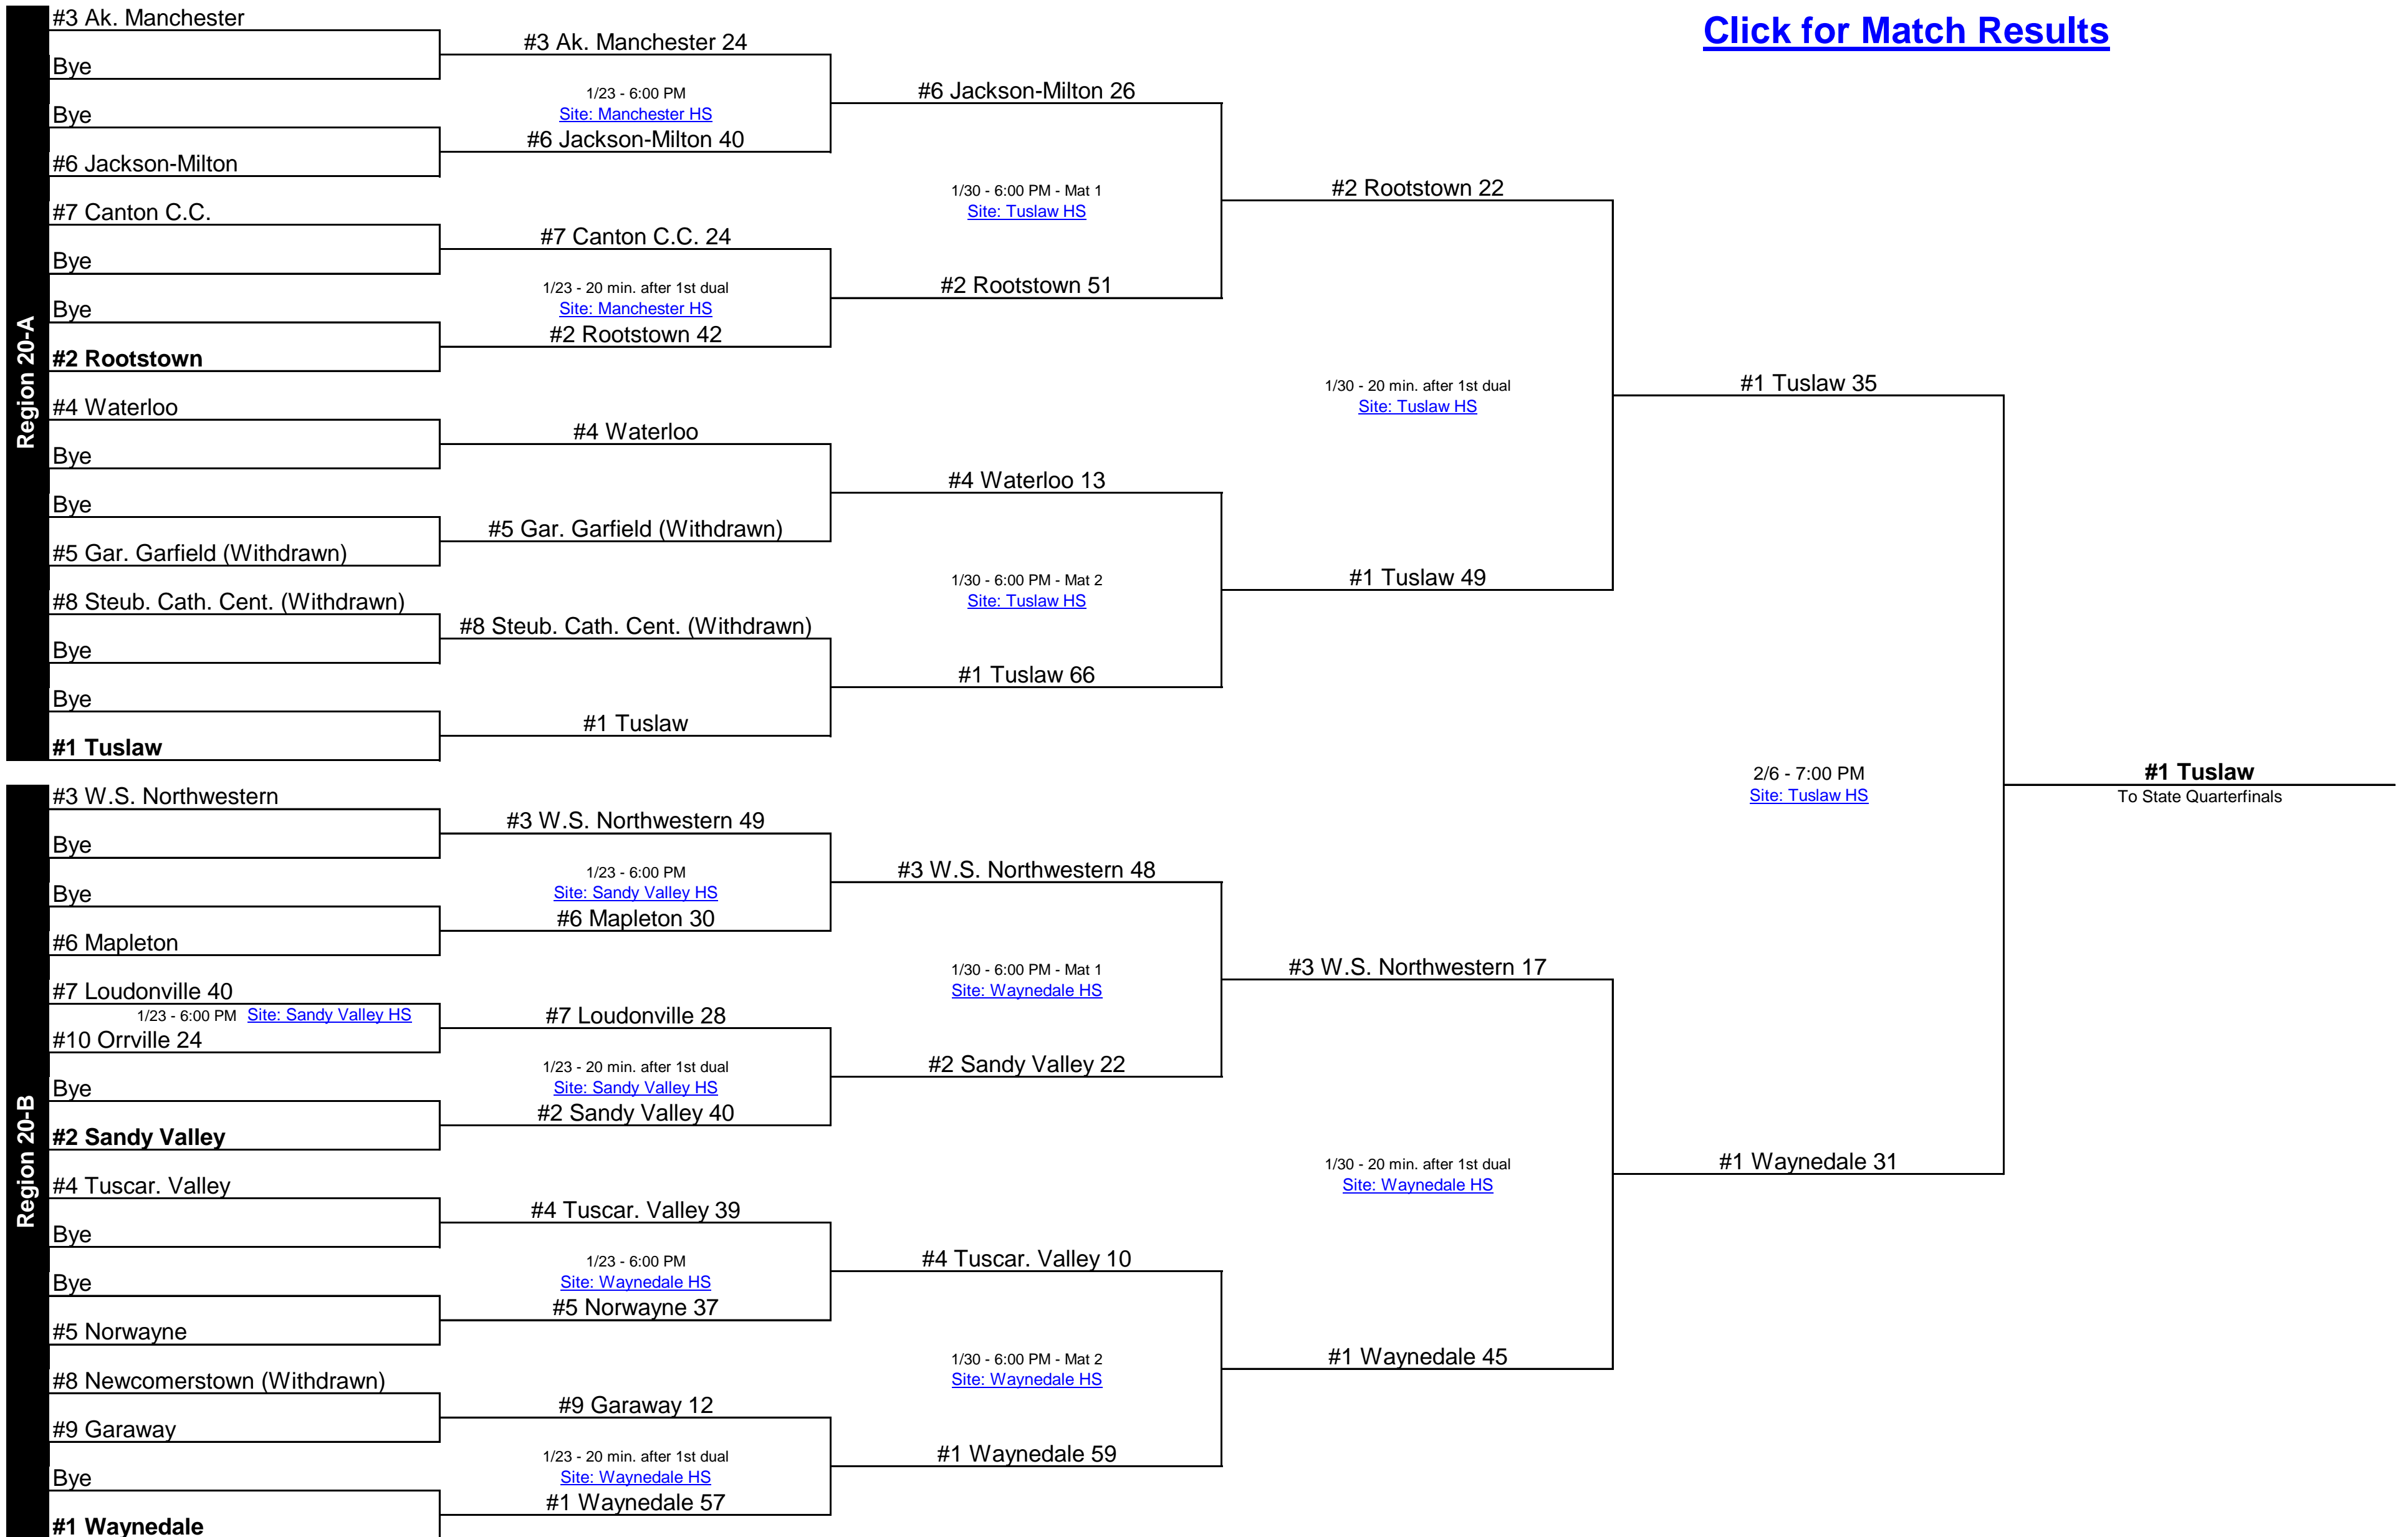 Click for Match Results
Region 20-A
#3 Ak. Manchester
Bye
Bye
#6 Jackson-Milton
#7 Canton C.C.
Bye
Bye
#2 Rootstown
#4 Waterloo
Bye
Bye
#5 Gar. Garfield (Withdrawn)
#8 Steub. Cath. Cent. (Withdrawn)
Bye
Bye
#1 Tuslaw
#3 Ak. Manchester 24
1/23 - 6:00 PM
Site: Manchester HS
#6 Jackson-Milton 40
#7 Canton C.C. 24
1/23 - 20 min. after 1st dual
Site: Manchester HS
#2 Rootstown 42
#4 Waterloo
#5 Gar. Garfield (Withdrawn)
#8 Steub. Cath. Cent. (Withdrawn)
#1 Tuslaw
#6 Jackson-Milton 26
1/30 - 6:00 PM - Mat 1
Site: Tuslaw HS
#2 Rootstown 51
#4 Waterloo 13
1/30 - 6:00 PM - Mat 2
Site: Tuslaw HS
#1 Tuslaw 66
#2 Rootstown 22
1/30 - 20 min. after 1st dual
Site: Tuslaw HS
#1 Tuslaw 49
Region 20-B
#3 W.S. Northwestern
Bye
Bye
#6 Mapleton
#7 Loudonville 40
1/23 - 6:00 PM Site: Sandy Valley HS
#10 Orrville 24
Bye
#2 Sandy Valley
#4 Tuscar. Valley
Bye
Bye
#5 Norwayne
#8 Newcomerstown (Withdrawn)
#9 Garaway
Bye
#1 Waynedale
#3 W.S. Northwestern 49
1/23 - 6:00 PM
Site: Sandy Valley HS
#6 Mapleton 30
#7 Loudonville 28
1/23 - 20 min. after 1st dual
Site: Sandy Valley HS
#2 Sandy Valley 40
#4 Tuscar. Valley 39
1/23 - 6:00 PM
Site: Waynedale HS
#5 Norwayne 37
#9 Garaway 12
1/23 - 20 min. after 1st dual
Site: Waynedale HS
#1 Waynedale 57
#3 W.S. Northwestern 48
1/30 - 6:00 PM - Mat 1
Site: Waynedale HS
#2 Sandy Valley 22
#4 Tuscar. Valley 10
1/30 - 6:00 PM - Mat 2
Site: Waynedale HS
#1 Waynedale 59
#3 W.S. Northwestern 17
1/30 - 20 min. after 1st dual
Site: Waynedale HS
#1 Waynedale 45
#1 Tuslaw 35
2/6 - 7:00 PM
Site: Tuslaw HS
#1 Waynedale 31
#1 Tuslaw
To State Quarterfinals